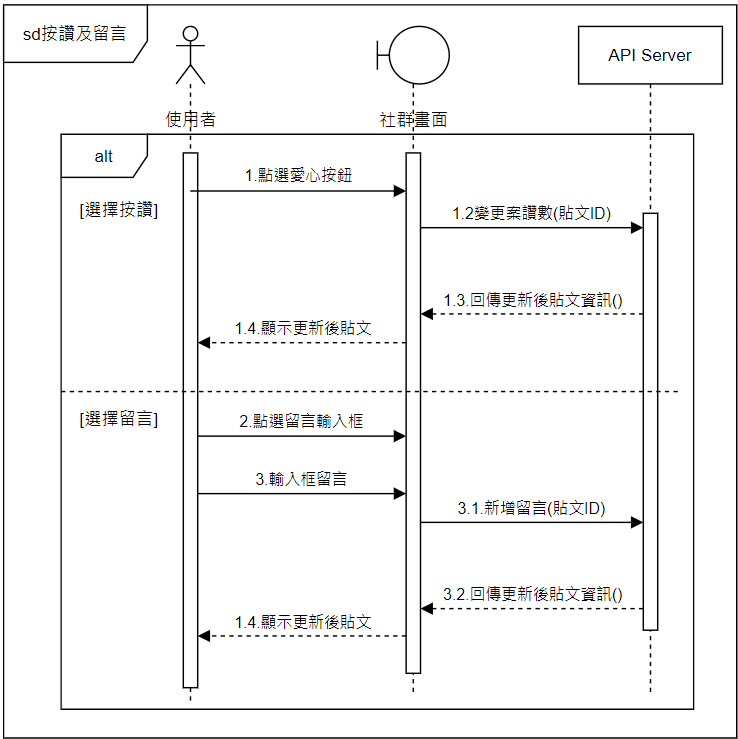 sd按讚及留言
使用者
社群畫面
API Server
alt
[選擇按讚]
1.點選愛心按鈕
1.2變更案讚數(貼文ID)
1.3.回傳更新後貼文資訊()
1.4.顯示更新後貼文
[選擇留言]
2.點選留言輸入框
3.輸入框留言
3.1.新增留言(貼文ID)
3.2.回傳更新後貼文資訊()
1.4.顯示更新後貼文